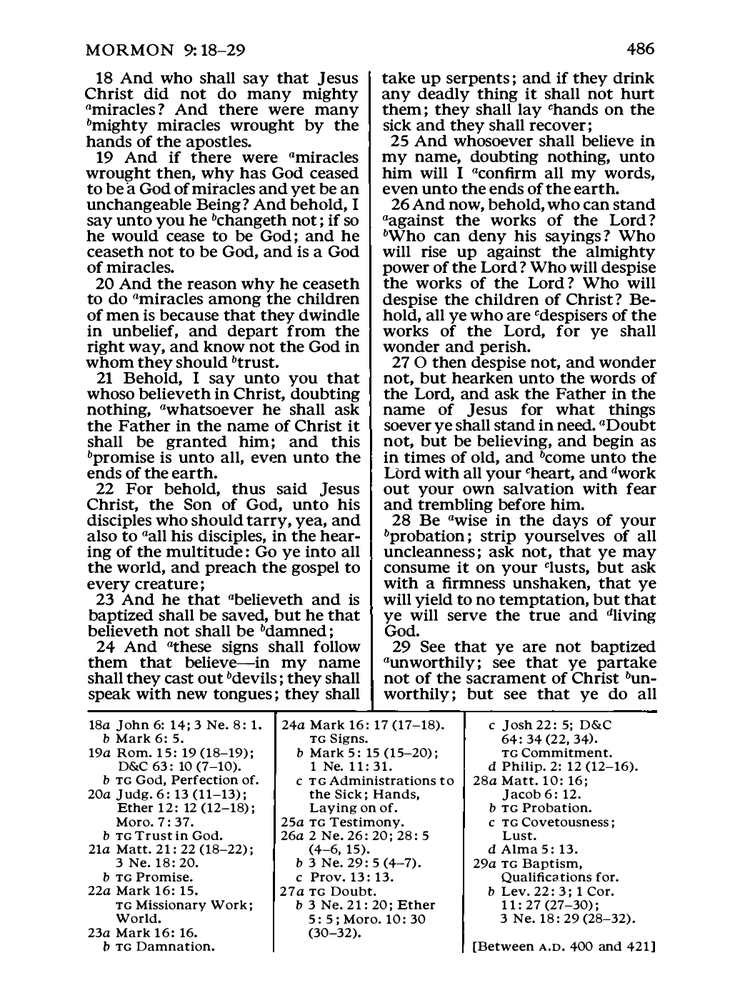 MORMON 9:18–29
486
18 And who shall say that Jesus
Christ did not do many mighty
ᵃmiracles? And there were many
ᵇmighty miracles wrought by the
hands of the apostles.
19 And if there were ᵃmiracles
wrought then, why has God ceased
to be a God of miracles and yet be an
unchangeable Being? And behold, I
say unto you he ᵇchangeth not; if so
he would cease to be God; and he
ceaseth not to be God, and is a God
of miracles.
20 And the reason why he ceaseth
to do ᵃmiracles among the children
of men is because that they dwindle
in unbelief, and depart from the
right way, and know not the God in
whom they should ᵇtrust.
21 Behold, I say unto you that
whoso believeth in Christ, doubting
nothing, ᵃwhatsoever he shall ask
the Father in the name of Christ it
shall be granted him; and this
ᵇpromise is unto all, even unto the
ends of the earth.
22 For behold, thus said Jesus
Christ, the Son of God, unto his
disciples who should tarry, yea, and
also to ᵃall his disciples, in the hear-
ing of the multitude: Go ye into all
the world, and preach the gospel to
every creature;
23 And he that ᵃbelieveth and is
baptized shall be saved, but he that
believeth not shall be ᵇdamned;
24 And ᵃthese signs shall follow
them that believe—in my name
shall they cast out ᵇdevils; they shall
speak with new tongues; they shall
take up serpents; and if they drink
any deadly thing it shall not hurt
them; they shall lay ᶜhands on the
sick and they shall recover;
25 And whosoever shall believe in
my name, doubting nothing, unto
him will I ᵃconfirm all my words,
even unto the ends of the earth.
26 And now, behold, who can stand
ᵃagainst the works of the Lord?
ᵇWho can deny his sayings? Who
will rise up against the almighty
power of the Lord? Who will despise
the works of the Lord? Who will
despise the children of Christ? Be-
hold, all ye who are ᶜdespisers of the
works of the Lord, for ye shall
wonder and perish.
27 O then despise not, and wonder
not, but hearken unto the words of
the Lord, and ask the Father in the
name of Jesus for what things
soever ye shall stand in need. ᵃDoubt
not, but be believing, and begin as
in times of old, and ᵇcome unto the
Lord with all your ᶜheart, and ᵈwork
out your own salvation with fear
and trembling before him.
28 Be ᵃwise in the days of your
ᵇprobation; strip yourselves of all
uncleanness; ask not, that ye may
consume it on your ᶜlusts, but ask
with a firmness unshaken, that ye
will yield to no temptation, but that
ye will serve the true and ᵈliving
God.
29 See that ye are not baptized
ᵃunworthily; see that ye partake
not of the sacrament of Christ ᵇun-
worthily; but see that ye do all
18a John 6: 14; 3 Ne. 8: 1.
b Mark 6: 5.
19a Rom. 15: 19 (18–19);
D&C 63: 10 (7–10).
b TG God, Perfection of.
20a Judg. 6: 13 (11–13);
Ether 12: 12 (12–18);
Moro. 7: 37.
b TG Trust in God.
21a Matt. 21: 22 (18–22);
3 Ne. 18: 20.
b TG Promise.
22a Mark 16: 15.
TG Missionary Work;
World.
23a Mark 16: 16.
b TG Damnation.
24a Mark 16: 17 (17–18).
TG Signs.
b Mark 5: 15 (15–20);
1 Ne. 11: 31.
c TG Administrations to
the Sick; Hands,
Laying on of.
25a TG Testimony.
26a 2 Ne. 26: 20; 28: 5
(4–6, 15).
b 3 Ne. 29: 5 (4–7).
c Prov. 13: 13.
27a TG Doubt.
b 3 Ne. 21: 20; Ether
5: 5; Moro. 10: 30
(30–32).
c Josh 22: 5; D&C
64: 34 (22, 34).
TG Commitment.
d Philip. 2: 12 (12–16).
28a Matt. 10: 16;
Jacob 6: 12.
b TG Probation.
c TG Covetousness;
Lust.
d Alma 5: 13.
29a TG Baptism,
Qualifications for.
b Lev. 22: 3; 1 Cor.
11: 27 (27–30);
3 Ne. 18: 29 (28–32).
[Between A.D. 400 and 421]